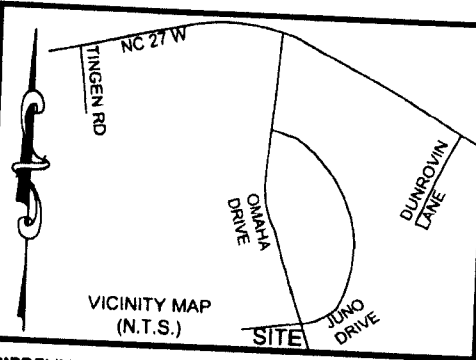 NC 27 W
TINGEN RD
DUNROVIN
LANE
OMAHA
DRIVE
VICINITY MAP
(N.T.S.)
SITE
JUNO
DRIVE